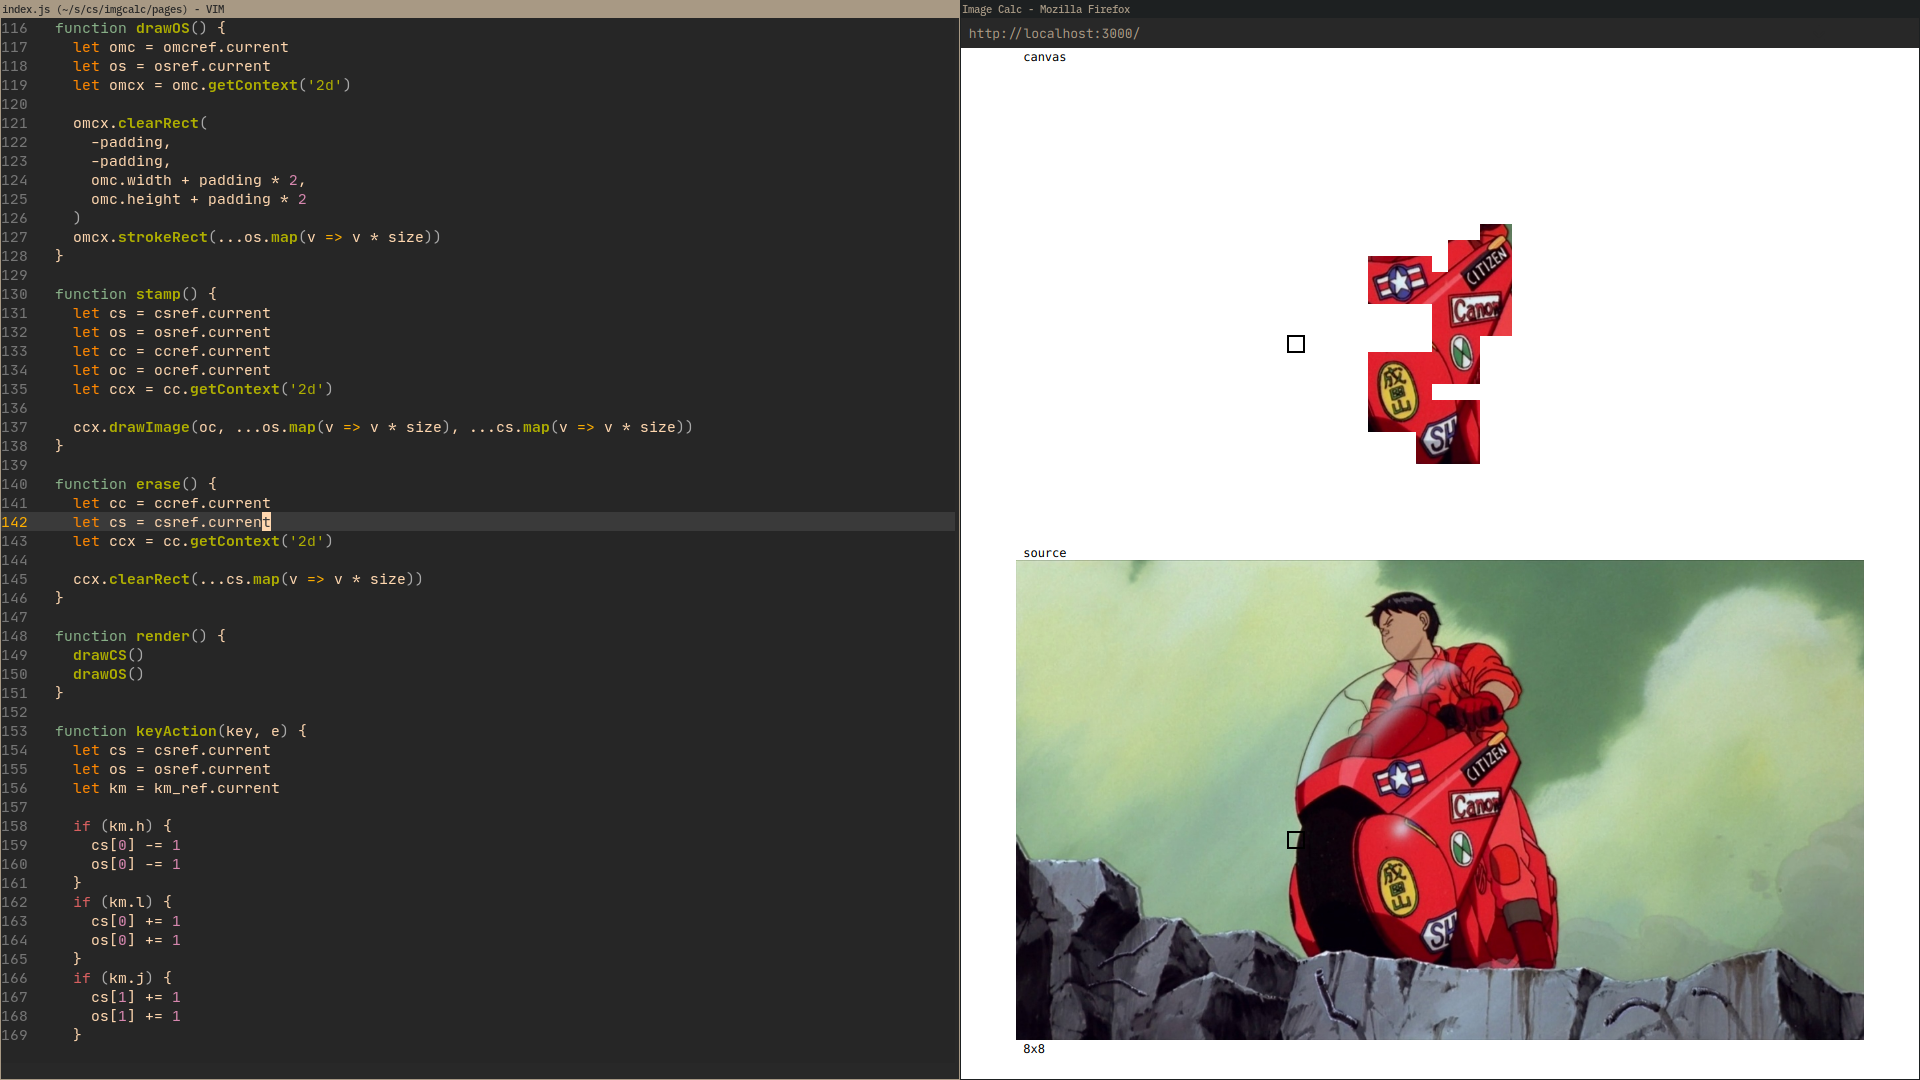 index.js (~/s/cs/imgcalc/pages) - VIM
116 function drawOS() {
117 let omc = omcref.current
118 let os = osref.current
119 let omcx = omc.getContext('2d')
120
121 omcx.clearRect(
122 -padding,
123 -padding,
124 omc.width + padding * 2,
125 omc.height + padding * 2
126 )
127 omcx.strokeRect(...os.map(v => v * size))
128 }
129
130 function stamp() {
131 let cs = csref.current
132 let os = osref.current
133 let cc = ccref.current
134 let oc = ocref.current
135 let ccx = cc.getContext('2d')
136
137 ccx.drawImage(oc, ...os.map(v => v * size), ...cs.map(v => v * size))
138 }
139
140 function erase() {
141 let cc = ccref.current
142 let cs = csref.current
143 let ccx = cc.getContext('2d')
144
145 ccx.clearRect(...cs.map(v => v * size))
146 }
147
148 function render() {
149 drawCS()
150 drawOS()
151 }
152
153 function keyAction(key, e) {
154 let cs = csref.current
155 let os = osref.current
156 let km = km_ref.current
157
158 if (km.h) {
159 cs[0] -= 1
160 os[0] -= 1
161 }
162 if (km.l) {
163 cs[0] += 1
164 os[0] += 1
165 }
166 if (km.j) {
167 cs[1] += 1
168 os[1] += 1
169 }
Image Calc - Mozilla Firefox
http://localhost:3000/
canvas
CITIZEN
Canon
SH
source
CITIZEN
Canon
SH
8x8